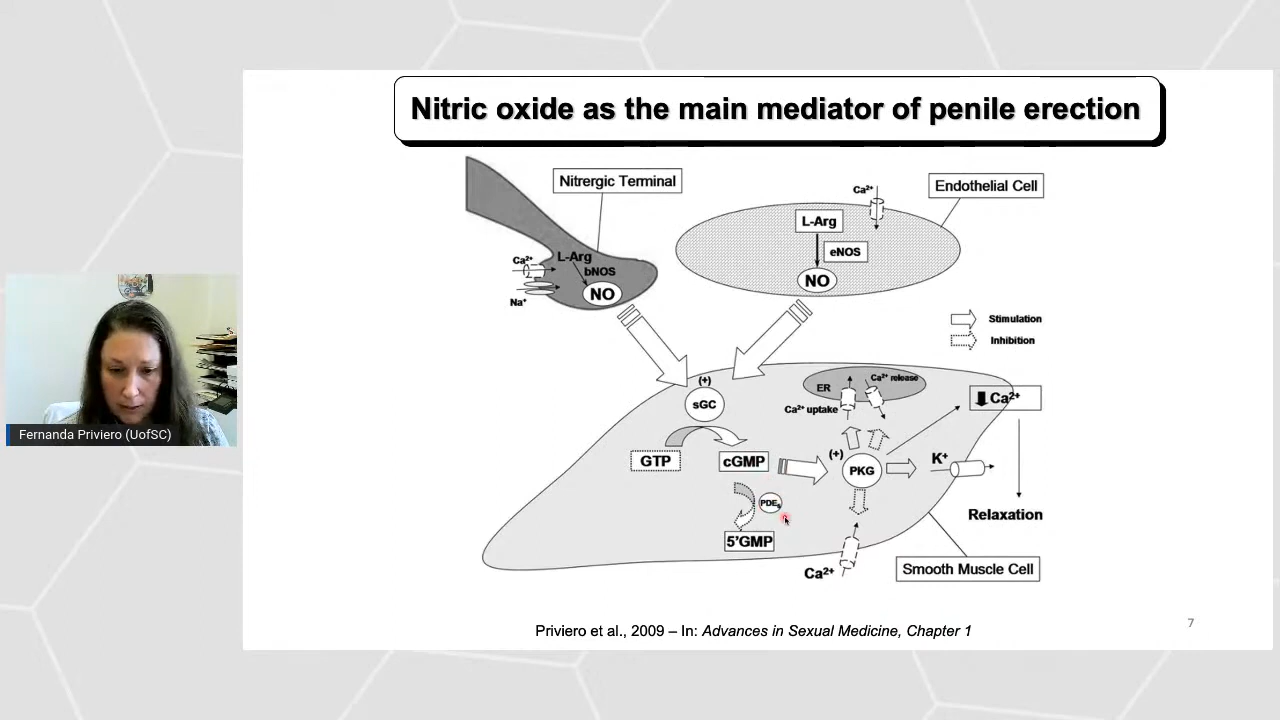 Nitric oxide as the main mediator of penile erection
Nitrergic Terminal
Endothelial Cell
Ca²⁺
L-Arg
eNOS
NO
Ca²⁺
L-Arg
bNOS
Na⁺
NO
Stimulation
Inhibition
(+)
sGC
ER
Ca²⁺ release
Ca²⁺ uptake
Ca²⁺
GTP
cGMP
(+)
PKG
K⁺
PDE₅
Relaxation
5'GMP
Ca²⁺
Smooth Muscle Cell
Fernanda Priviero (UofSC)
Priviero et al., 2009 – In: Advances in Sexual Medicine, Chapter 1
7